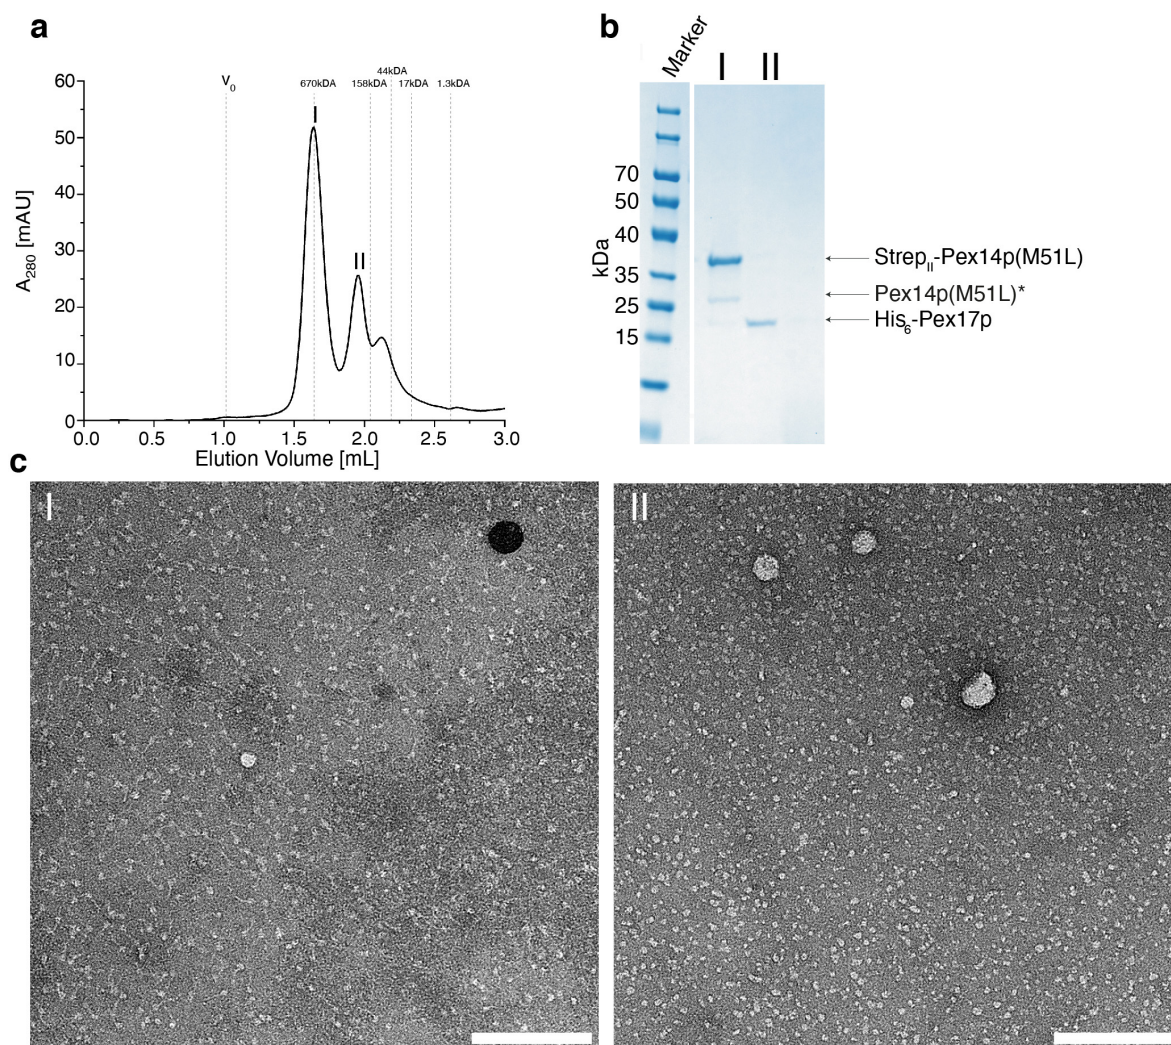 a
60
50
40
30
20
10
0
A280 [mAU]
V0
670kDA
158kDA
44kDA
17kDA
1.3kDA
I
II
0.0 0.5 1.0 1.5 2.0 2.5 3.0
Elution Volume [mL]
b
Marker
I II
kDa
70
50
40
35
25
15
StrepII-Pex14p(M51L)
Pex14p(M51L)*
His6-Pex17p
c
I
II